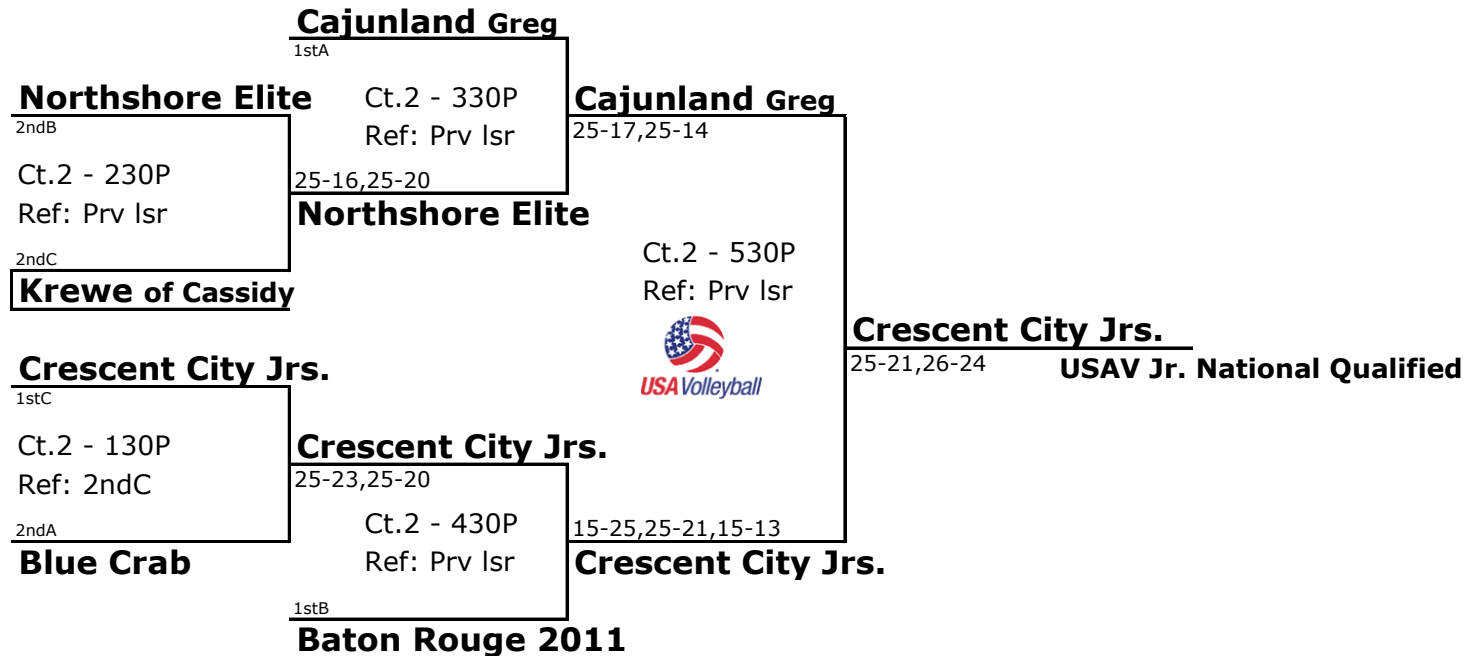 Cajunland Greg
1stA
Northshore Elite
2ndB
Ct.2 - 330P
Ref: Prv lsr
Cajunland Greg
25-17,25-14
Ct.2 - 230P
Ref: Prv lsr
25-16,25-20
Northshore Elite
2ndC
Krewe of Cassidy
Ct.2 - 530P
Ref: Prv lsr
USA Volleyball
Crescent City Jrs.
25-21,26-24
USAV Jr. National Qualified
Crescent City Jrs.
1stC
Ct.2 - 130P
Ref: 2ndC
Crescent City Jrs.
25-23,25-20
2ndA
Blue Crab
Ct.2 - 430P
Ref: Prv lsr
15-25,25-21,15-13
Crescent City Jrs.
1stB
Baton Rouge 2011